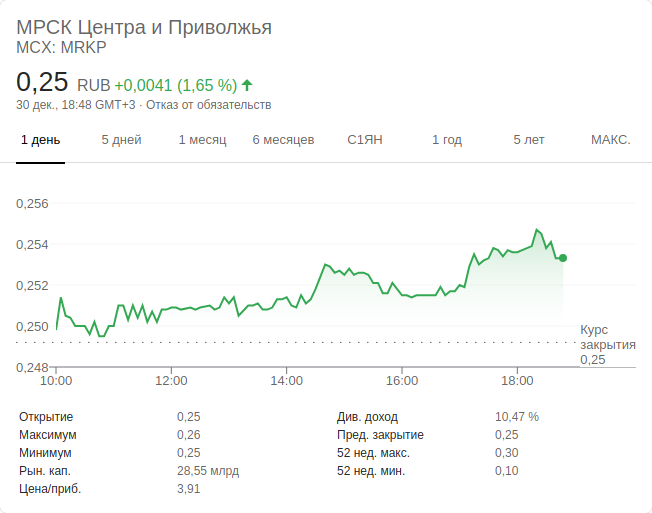 МРСК Центра и Приволжья
MCX: MRKP
0,25 RUB +0,0041 (1,65 %)
30 дек., 18:48 GMT+3 · Отказ от обязательств
1 день 5 дней 1 месяц 6 месяцев С1ЯН 1 год 5 лет МАКС.
0,256
0,254
0,252
0,250
0,248
Курс
закрытия
0,25
10:00 12:00 14:00 16:00 18:00
Открытие 0,25
Максимум 0,26
Минимум 0,25
Рын. кап. 28,55 млрд
Цена/приб. 3,91
Див. доход 10,47 %
Пред. закрытие 0,25
52 нед. макс. 0,30
52 нед. мин. 0,10